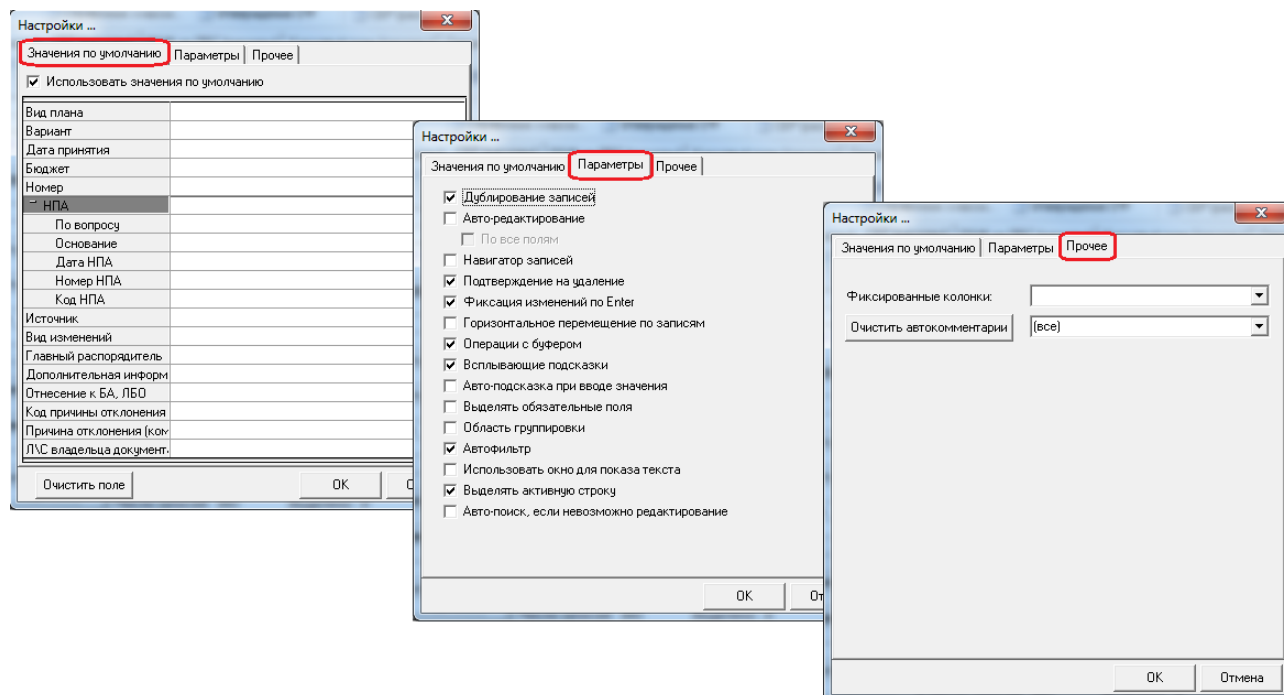 Настройки ...
Значения по умолчанию Параметры Прочее
Использовать значения по умолчанию
Вид плана
Вариант
Дата принятия
Бюджет
Номер
НПА
По вопросу
Основание
Дата НПА
Номер НПА
Код НПА
Источник
Вид изменений
Главный распорядитель
Дополнительная информ
Отнесение к БА, ЛБО
Код причины отклонения
Причина отклонения (ком
Л\С владельца документ
Очистить поле OK
Настройки ...
Значения по умолчанию Параметры Прочее
Дублирование записей
Авто-редактирование
По все полям
Навигатор записей
Подтверждение на удаление
Фиксация изменений по Enter
Горизонтальное перемещение по записям
Операции с буфером
Всплывающие подсказки
Авто-подсказка при вводе значения
Выделять обязательные поля
Область группировки
Автофильтр
Использовать окно для показа текста
Выделять активную строку
Авто-поиск, если невозможно редактирование
OK От
Настройки ...
Значения по умолчанию Параметры Прочее
Фиксированные колонки:
Очистить автокомментарии (все)
OK Отмена